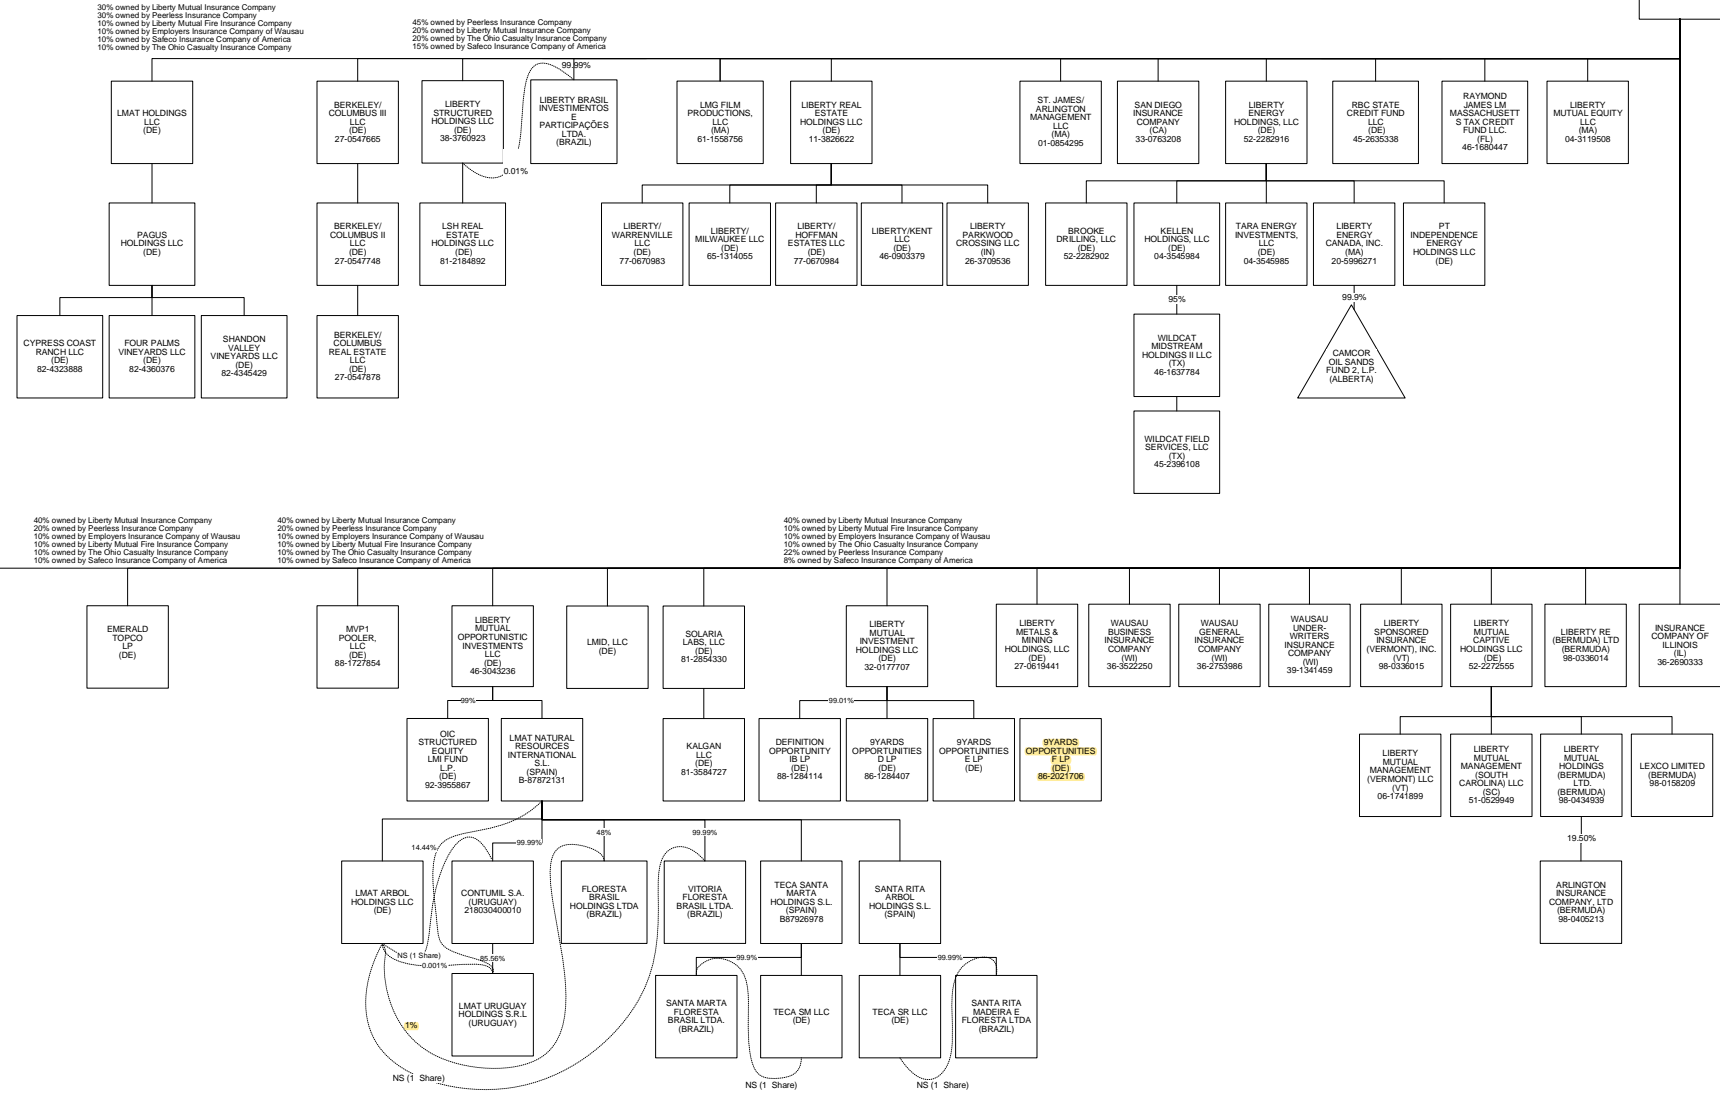 30% owned by Liberty Mutual Insurance Company
30% owned by Peerless Insurance Company
10% owned by Liberty Mutual Fire Insurance Company
10% owned by Employers Insurance Company of Wausau
10% owned by Safeco Insurance Company of America
10% owned by The Ohio Casualty Insurance Company
45% owned by Peerless Insurance Company
20% owned by Liberty Mutual Insurance Company
20% owned by The Ohio Casualty Insurance Company
15% owned by Safeco Insurance Company of America
99.99%
LMAT HOLDINGS
LLC
(DE)
BERKELEY/
COLUMBUS III
LLC
(DE)
27-0547665
LIBERTY
STRUCTURED
HOLDINGS LLC
(DE)
38-3760923
LIBERTY BRASIL
INVESTIMENTOS
E
PARTICIPAÇÕES
LTDA.
(BRAZIL)
LMG FILM
PRODUCTIONS,
LLC
(MA)
61-1558756
LIBERTY REAL
ESTATE
HOLDINGS LLC
(DE)
11-3826622
ST. JAMES/
ARLINGTON
MANAGEMENT
LLC
(MA)
01-0854295
SAN DIEGO
INSURANCE
COMPANY
(CA)
33-0763208
LIBERTY
ENERGY
HOLDINGS, LLC
(DE)
52-2282916
RBC STATE
CREDIT FUND
LLC
(DE)
45-2635338
RAYMOND
JAMES LM
MASSACHUSETT
S TAX CREDIT
FUND LLC.
(FL)
46-1680447
LIBERTY
MUTUAL EQUITY
LLC
(MA)
04-3119508
0.01%
PAGUS
HOLDINGS LLC
(DE)
BERKELEY/
COLUMBUS II
LLC
(DE)
27-0547748
LSH REAL
ESTATE
HOLDINGS LLC
(DE)
81-2184892
LIBERTY/
WARRENVILLE
LLC
(DE)
77-0670983
LIBERTY/
MILWAUKEE LLC
(DE)
65-1314055
LIBERTY/
HOFFMAN
ESTATES LLC
(DE)
77-0670984
LIBERTY/KENT
LLC
(DE)
46-0903379
LIBERTY
PARKWOOD
CROSSING LLC
(IN)
26-3709536
BROOKE
DRILLING, LLC
(DE)
52-2282902
KELLEN
HOLDINGS, LLC
(DE)
04-3545984
TARA ENERGY
INVESTMENTS,
LLC
(DE)
04-3545985
LIBERTY
ENERGY
CANADA, INC.
(MA)
20-5996271
PT
INDEPENDENCE
ENERGY
HOLDINGS LLC
(DE)
95%
99.9%
CYPRESS COAST
RANCH LLC
(DE)
82-4323888
FOUR PALMS
VINEYARDS LLC
(DE)
82-4360376
SHANDON
VALLEY
VINEYARDS LLC
(DE)
82-4345429
BERKELEY/
COLUMBUS
REAL ESTATE
LLC
(DE)
27-0547878
WILDCAT
MIDSTREAM
HOLDINGS II LLC
(TX)
46-1637784
CAMCOR
OIL SANDS
FUND 2, L.P.
(ALBERTA)
WILDCAT FIELD
SERVICES, LLC
(TX)
45-2396108
40% owned by Liberty Mutual Insurance Company
20% owned by Peerless Insurance Company
10% owned by Employers Insurance Company of Wausau
10% owned by Liberty Mutual Fire Insurance Company
10% owned by The Ohio Casualty Insurance Company
10% owned by Safeco Insurance Company of America
40% owned by Liberty Mutual Insurance Company
20% owned by Peerless Insurance Company
10% owned by Employers Insurance Company of Wausau
10% owned by Liberty Mutual Fire Insurance Company
10% owned by The Ohio Casualty Insurance Company
10% owned by Safeco Insurance Company of America
40% owned by Liberty Mutual Insurance Company
10% owned by Liberty Mutual Fire Insurance Company
10% owned by Employers Insurance Company of Wausau
10% owned by The Ohio Casualty Insurance Company
22% owned by Peerless Insurance Company
8% owned by Safeco Insurance Company of America
EMERALD
TOPCO
LP
(DE)
MVP1
POOLER,
LLC
(DE)
88-1727854
LIBERTY
MUTUAL
OPPORTUNISTIC
INVESTMENTS
LLC
(DE)
46-3043236
LMID, LLC
(DE)
SOLARIA
LABS, LLC
(DE)
81-2854330
LIBERTY
MUTUAL
INVESTMENT
HOLDINGS LLC
(DE)
32-0177707
LIBERTY
METALS &
MINING
HOLDINGS, LLC
(DE)
27-0619441
WAUSAU
BUSINESS
INSURANCE
COMPANY
(WI)
36-3522250
WAUSAU
GENERAL
INSURANCE
COMPANY
(WI)
36-2753986
WAUSAU
UNDER-
WRITERS
INSURANCE
COMPANY
(WI)
39-1341459
LIBERTY
SPONSORED
INSURANCE
(VERMONT), INC.
(VT)
98-0336015
LIBERTY
MUTUAL
CAPTIVE
HOLDINGS LLC
(DE)
52-2272555
LIBERTY RE
(BERMUDA) LTD
(BERMUDA)
98-0336014
INSURANCE
COMPANY OF
ILLINOIS
(IL)
36-2690333
99%
99.01%
OIC
STRUCTURED
EQUITY
LMI FUND
L.P.
(DE)
92-3955867
LMAT NATURAL
RESOURCES
INTERNATIONAL
S.L.
(SPAIN)
B-87872131
KALGAN
LLC
(DE)
81-3584727
DEFINITION
OPPORTUNITY
IB LP
(DE)
88-1284114
9YARDS
OPPORTUNITIES
D LP
(DE)
86-1284407
9YARDS
OPPORTUNITIES
E LP
(DE)
9YARDS
OPPORTUNITIES
F LP
(DE)
86-2021706
LIBERTY
MUTUAL
MANAGEMENT
(VERMONT) LLC
(VT)
06-1741899
LIBERTY
MUTUAL
MANAGEMENT
(SOUTH
CAROLINA) LLC
(SC)
51-0529949
LIBERTY
MUTUAL
HOLDINGS
(BERMUDA)
LTD.
(BERMUDA)
98-0434939
LEXCO LIMITED
(BERMUDA)
98-0158209
14.44%
99.99%
48%
99.99%
19.50%
LMAT ARBOL
HOLDINGS LLC
(DE)
CONTUMIL S.A.
(URUGUAY)
218030400010
FLORESTA
BRASIL
HOLDINGS LTDA
(BRAZIL)
VITORIA
FLORESTA
BRASIL LTDA.
(BRAZIL)
TECA SANTA
MARTA
HOLDINGS S.L.
(SPAIN)
B87926978
SANTA RITA
ARBOL
HOLDINGS S.L.
(SPAIN)
ARLINGTON
INSURANCE
COMPANY, LTD
(BERMUDA)
98-0405213
NS (1 Share)
0.001%
85.56%
99.9%
99.99%
LMAT URUGUAY
HOLDINGS S.R.L
(URUGUAY)
SANTA MARTA
FLORESTA
BRASIL LTDA.
(BRAZIL)
TECA SM LLC
(DE)
TECA SR LLC
(DE)
SANTA RITA
MADEIRA E
FLORESTA LTDA
(BRAZIL)
1%
NS (1 Share)
NS (1 Share)
NS (1 Share)